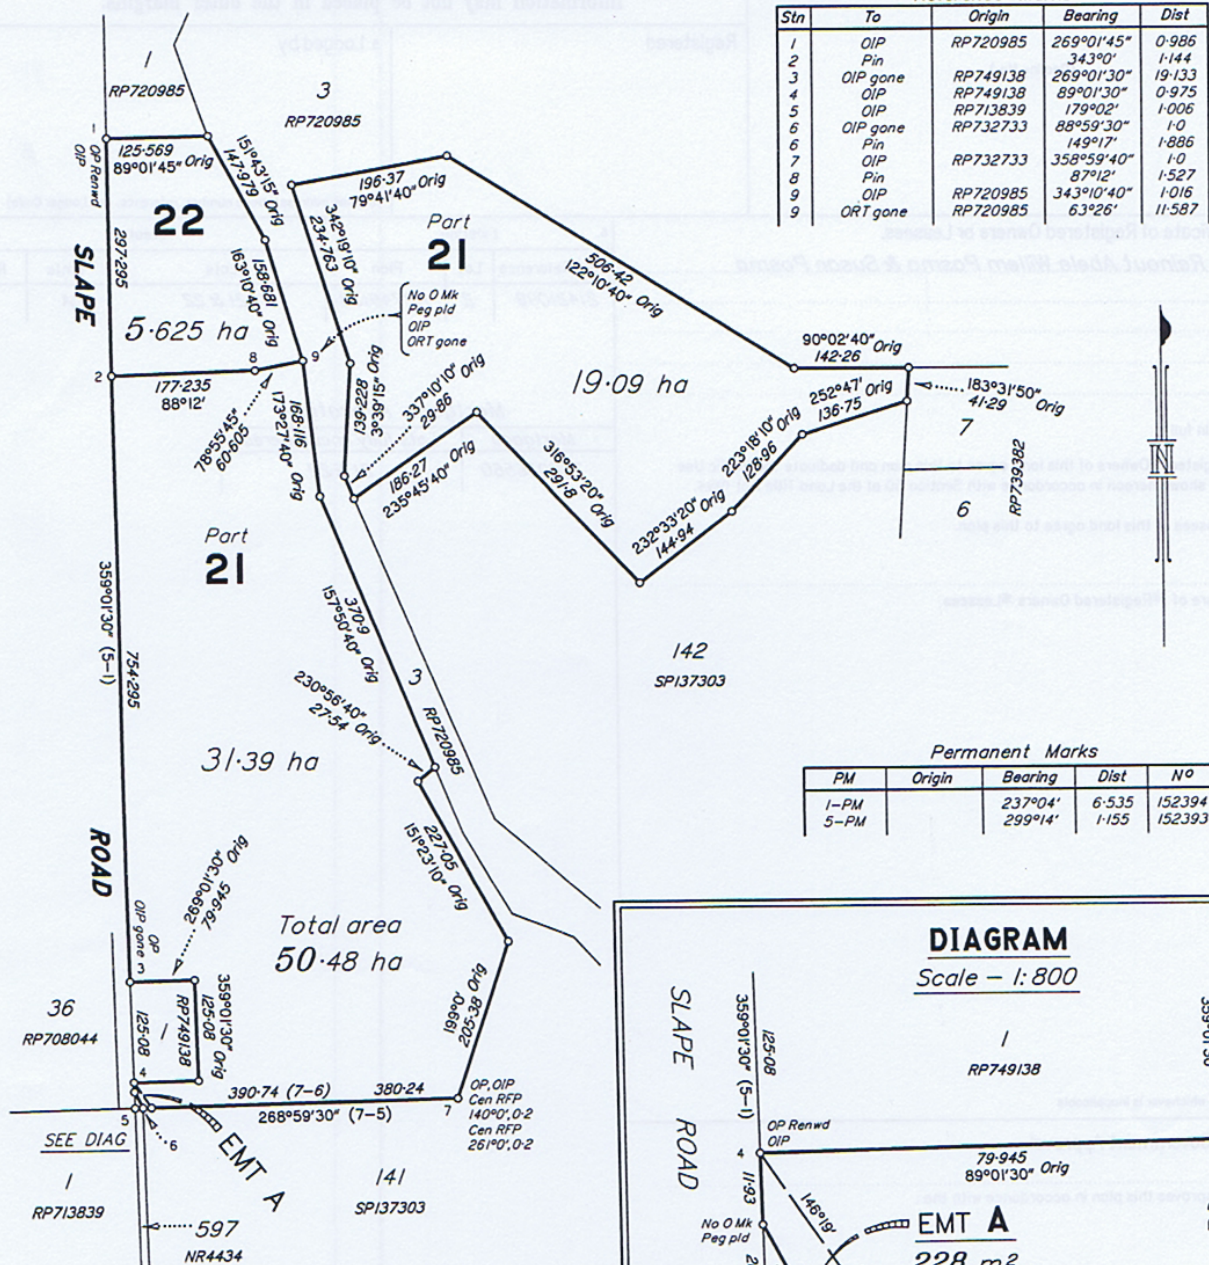 Stn To Origin Bearing Dist
1 OIP RP720985 269°01'45" 0·986
2 Pin 343°0' 1·144
3 OIP gone RP749138 269°01'30" 19·133
4 OIP RP749138 89°01'30" 0·975
5 OIP RP713839 179°02' 1·006
6 OIP gone RP732733 88°59'30" 1·0
6 Pin 149°17' 1·886
7 OIP RP732733 358°59'40" 1·0
8 Pin 87°12' 1·527
9 OIP RP720985 343°10'40" 1·016
9 ORT gone RP720985 63°26' 11·587
1
RP720985
3
RP720985
1
OP Renwd
OIP
125·569
89°01'45" Orig
151°43'15" Orig
147·979
22
297·695
SLAPE
5·625 ha
163°10'40" Orig
158·681
196·37
79°41'40" Orig
342°19'10" Orig
234·763
Part
21
506·42
122°10'40" Orig
No O Mk
Peg pld
OIP
ORT gone
90°02'40" Orig
142·26
2
8
9
177·235
88°12'
78°55'45"
60·605
168·116
173°27'40" Orig
139·228
3°39'15" Orig
337°10'10" Orig
29·86
186·27
235°45'40" Orig
19·09 ha
252°47' Orig
136·75
183°31'50" Orig
41·29
223°18'10" Orig
128·96
7
6
RP739382
316°53'20" Orig
291·8
232°33'20" Orig
144·94
N
Part
21
359°01'30" (5-1)
754·295
370·9
157°50'40" Orig
3
RP720985
230°56'40" Orig
27·54
142
SP137303
31·39 ha
Permanent Marks
PM Origin Bearing Dist Nº
1-PM 237°04' 6·535 152394
5-PM 299°14' 1·155 152393
ROAD
227·05
151°23'10" Orig
269°01'30" Orig
79·945
OP
OIP gone
3
Total area
50·48 ha
199°0' Orig
205·38
36
RP708044
125·08
1
RP749138
359°01'30" Orig
125·08
4
390·74 (7-6) 380·24
268°59'30" (7-5)
7
OP,OIP
Cen RFP
140°0',0·2
Cen RFP
261°0',0·2
5
6
SEE DIAG
EMT A
1
RP713839
141
SP137303
597
NR4434
DIAGRAM
Scale – 1:800
SLAPE
ROAD
359°01'30" (5-1)
125·08
1
RP749138
359°01'30"
OP Renwd
OIP
4
79·945
89°01'30" Orig
11·63
146°19'
No O Mk
Peg pld
EMT A
228 m²